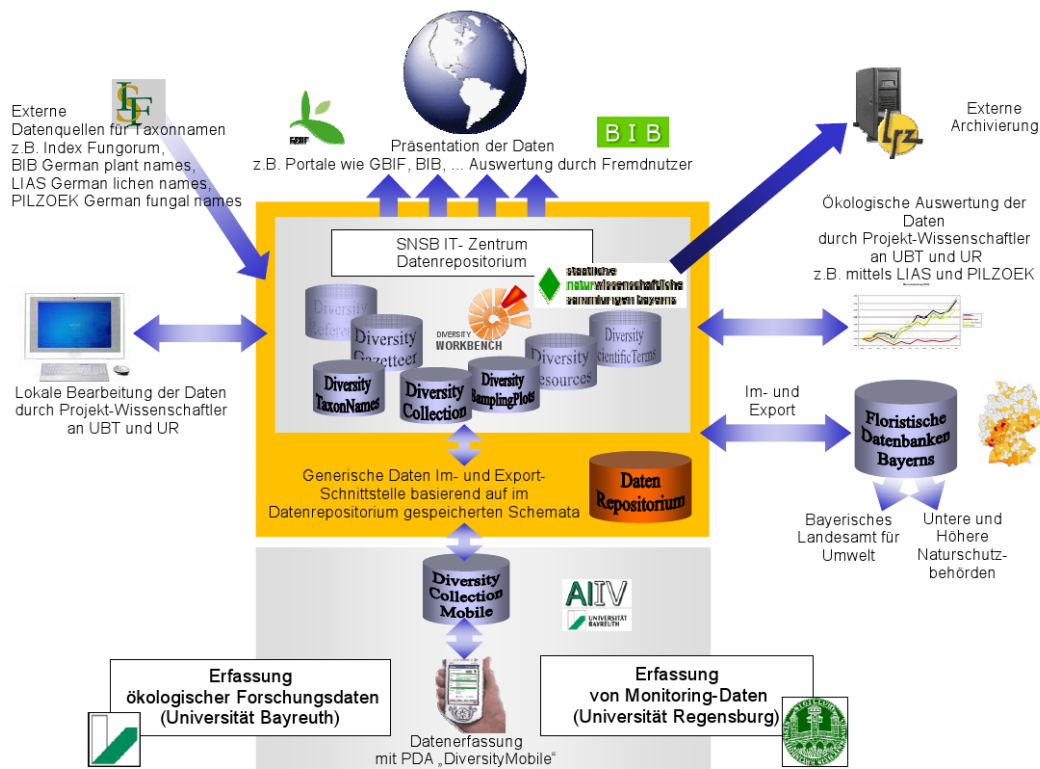 Externe
Datenquellen für Taxonnamen
z.B. Index Fungorum,
BIB German plant names,
LIAS German lichen names,
PILZOEK German fungal names
ISF
GBIF
BIB
Präsentation der Daten
z.B. Portale wie GBIF, BIB, ... Auswertung durch Fremdnutzer
lrz
Externe
Archivierung
SNSB IT- Zentrum
Datenrepositorium
staatliche
naturwissenschaftliche
sammlungen bayerns
DIVERSITY
WORKBENCH
Diversity
Diversity
Gazetteer
Diversity
TaxonNames
Diversity
Collection
Diversity
SamplingPlots
Diversity
Resources
Diversity
ScientificTerms
Ökologische Auswertung der
Daten
durch Projekt-Wissenschaftler
an UBT und UR
z.B. mittels LIAS und PILZOEK
Lokale Bearbeitung der Daten
durch Projekt-Wissenschaftler
an UBT und UR
Im- und
Export
Floristische
Datenbanken
Bayerns
Generische Daten Im- und Export-
Schnittstelle basierend auf im
Datenrepositorium gespeicherten Schemata
Daten
Repositorium
Bayerisches
Landesamt für
Umwelt
Untere und
Höhere
Naturschutz-
behörden
Diversity
Collection
Mobile
AIIV
UNIVERSITÄT
BAYREUTH
Erfassung
ökologischer Forschungsdaten
(Universität Bayreuth)
Erfassung
von Monitoring-Daten
(Universität Regensburg)
Datenerfassung
mit PDA „DiversityMobile“